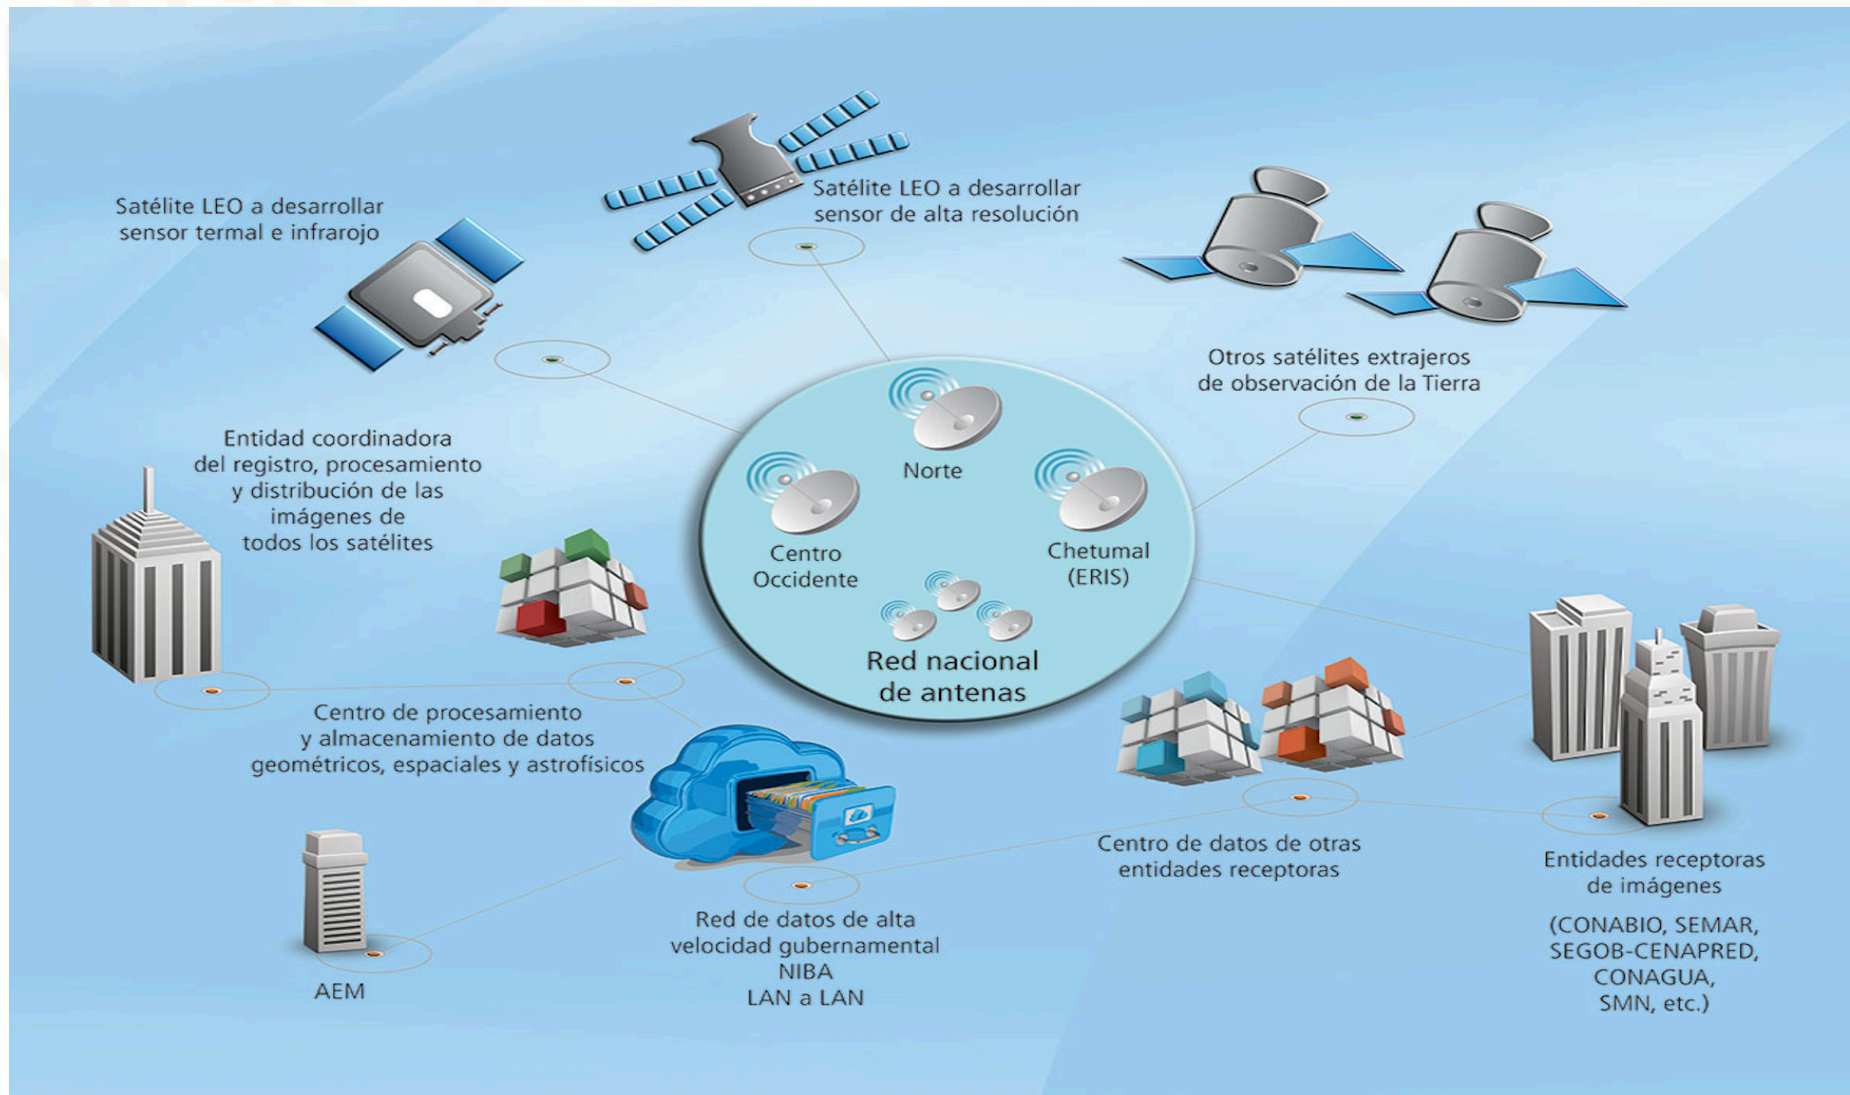 Satélite LEO a desarrollar
sensor termal e infrarojo
Satélite LEO a desarrollar
sensor de alta resolución
Otros satélites extrajeros
de observación de la Tierra
Entidad coordinadora
del registro, procesamiento
y distribución de las
imágenes de
todos los satélites
Norte
Centro
Occidente
Chetumal
(ERIS)
Red nacional
de antenas
Centro de procesamiento
y almacenamiento de datos
geométricos, espaciales y astrofísicos
AEM
Red de datos de alta
velocidad gubernamental
NIBA
LAN a LAN
Centro de datos de otras
entidades receptoras
Entidades receptoras
de imágenes
(CONABIO, SEMAR,
SEGOB-CENAPRED,
CONAGUA,
SMN, etc.)